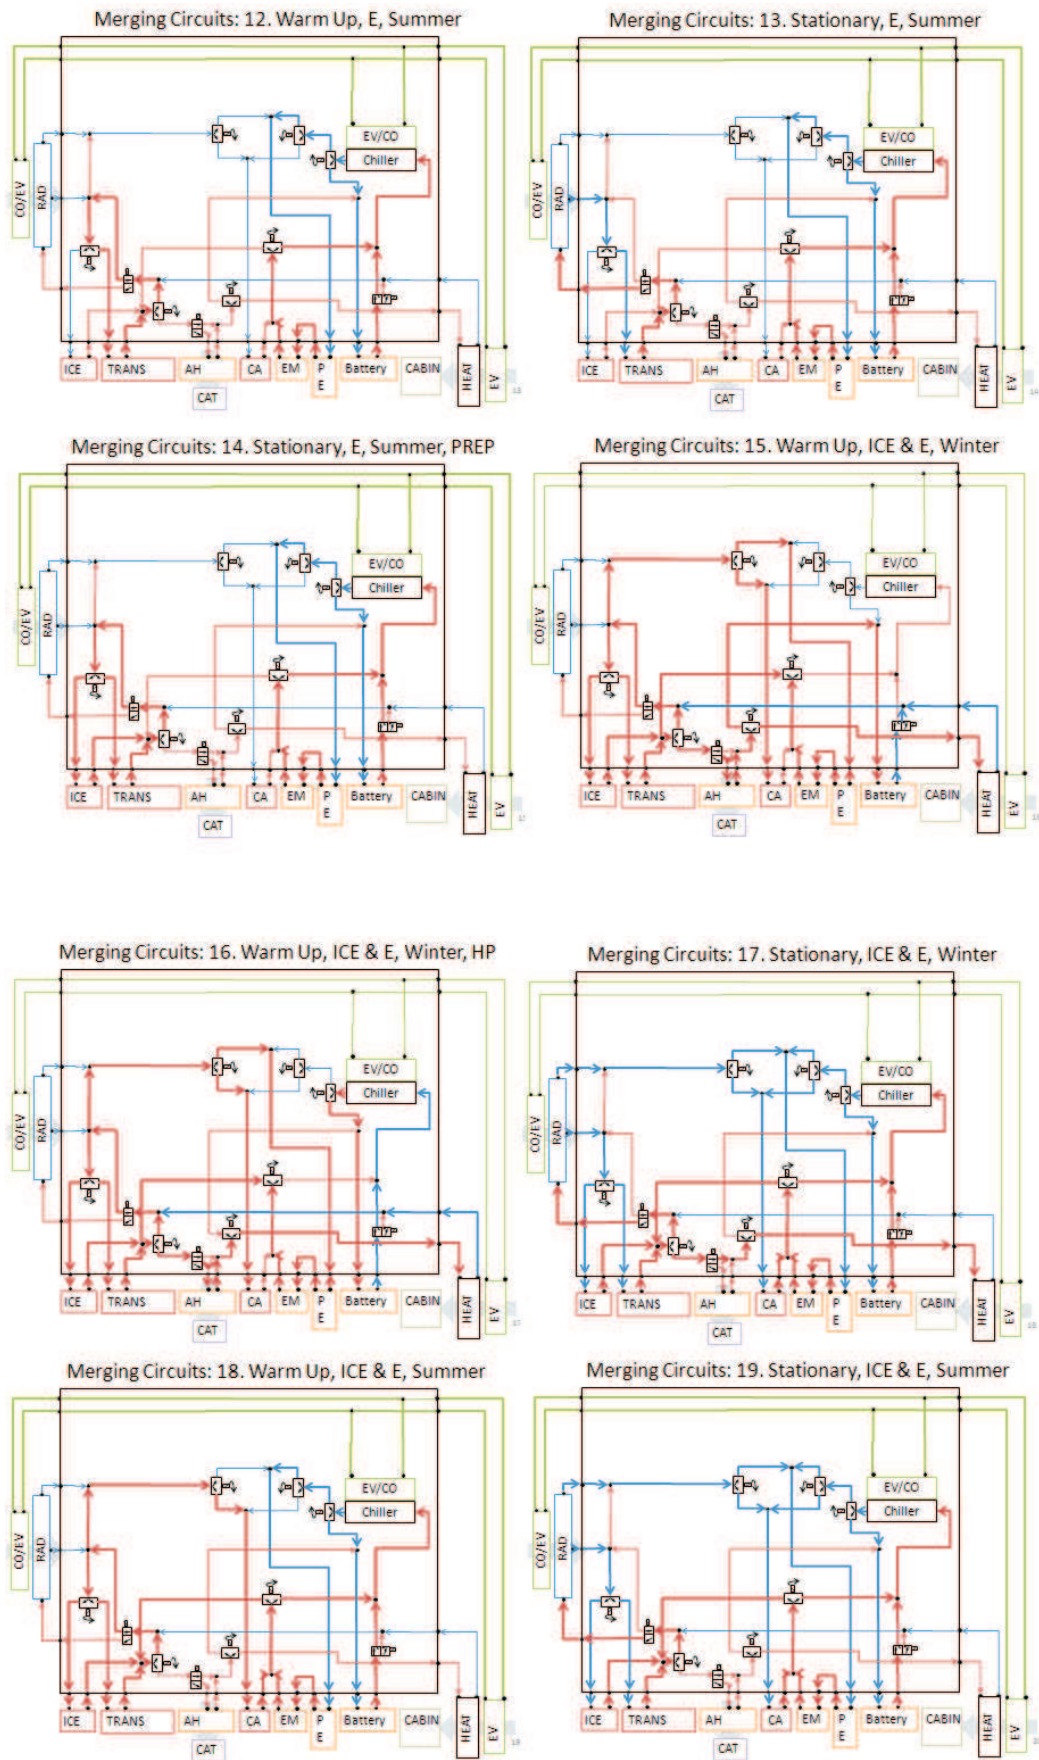 Merging Circuits: 12. Warm Up, E, Summer
EV/CO
Chiller
CO/EV
RAD
ICE
TRANS
AH
CA
EM
P
E
Battery
CABIN
HEAT
EV
CAT
Merging Circuits: 13. Stationary, E, Summer
EV/CO
Chiller
CO/EV
RAD
ICE
TRANS
AH
CA
EM
P
E
Battery
CABIN
HEAT
EV
CAT
Merging Circuits: 14. Stationary, E, Summer, PREP
EV/CO
Chiller
CO/EV
RAD
ICE
TRANS
AH
CA
EM
P
E
Battery
CABIN
HEAT
EV
CAT
Merging Circuits: 15. Warm Up, ICE & E, Winter
EV/CO
Chiller
CO/EV
RAD
ICE
TRANS
AH
CA
EM
P
E
Battery
CABIN
HEAT
EV
CAT
Merging Circuits: 16. Warm Up, ICE & E, Winter, HP
EV/CO
Chiller
CO/EV
RAD
ICE
TRANS
AH
CA
EM
P
E
Battery
CABIN
HEAT
EV
CAT
Merging Circuits: 17. Stationary, ICE & E, Winter
EV/CO
Chiller
CO/EV
RAD
ICE
TRANS
AH
CA
EM
P
E
Battery
CABIN
HEAT
EV
CAT
Merging Circuits: 18. Warm Up, ICE & E, Summer
EV/CO
Chiller
CO/EV
RAD
ICE
TRANS
AH
CA
EM
P
E
Battery
CABIN
HEAT
EV
CAT
Merging Circuits: 19. Stationary, ICE & E, Summer
EV/CO
Chiller
CO/EV
RAD
ICE
TRANS
AH
CA
EM
P
E
Battery
CABIN
HEAT
EV
CAT